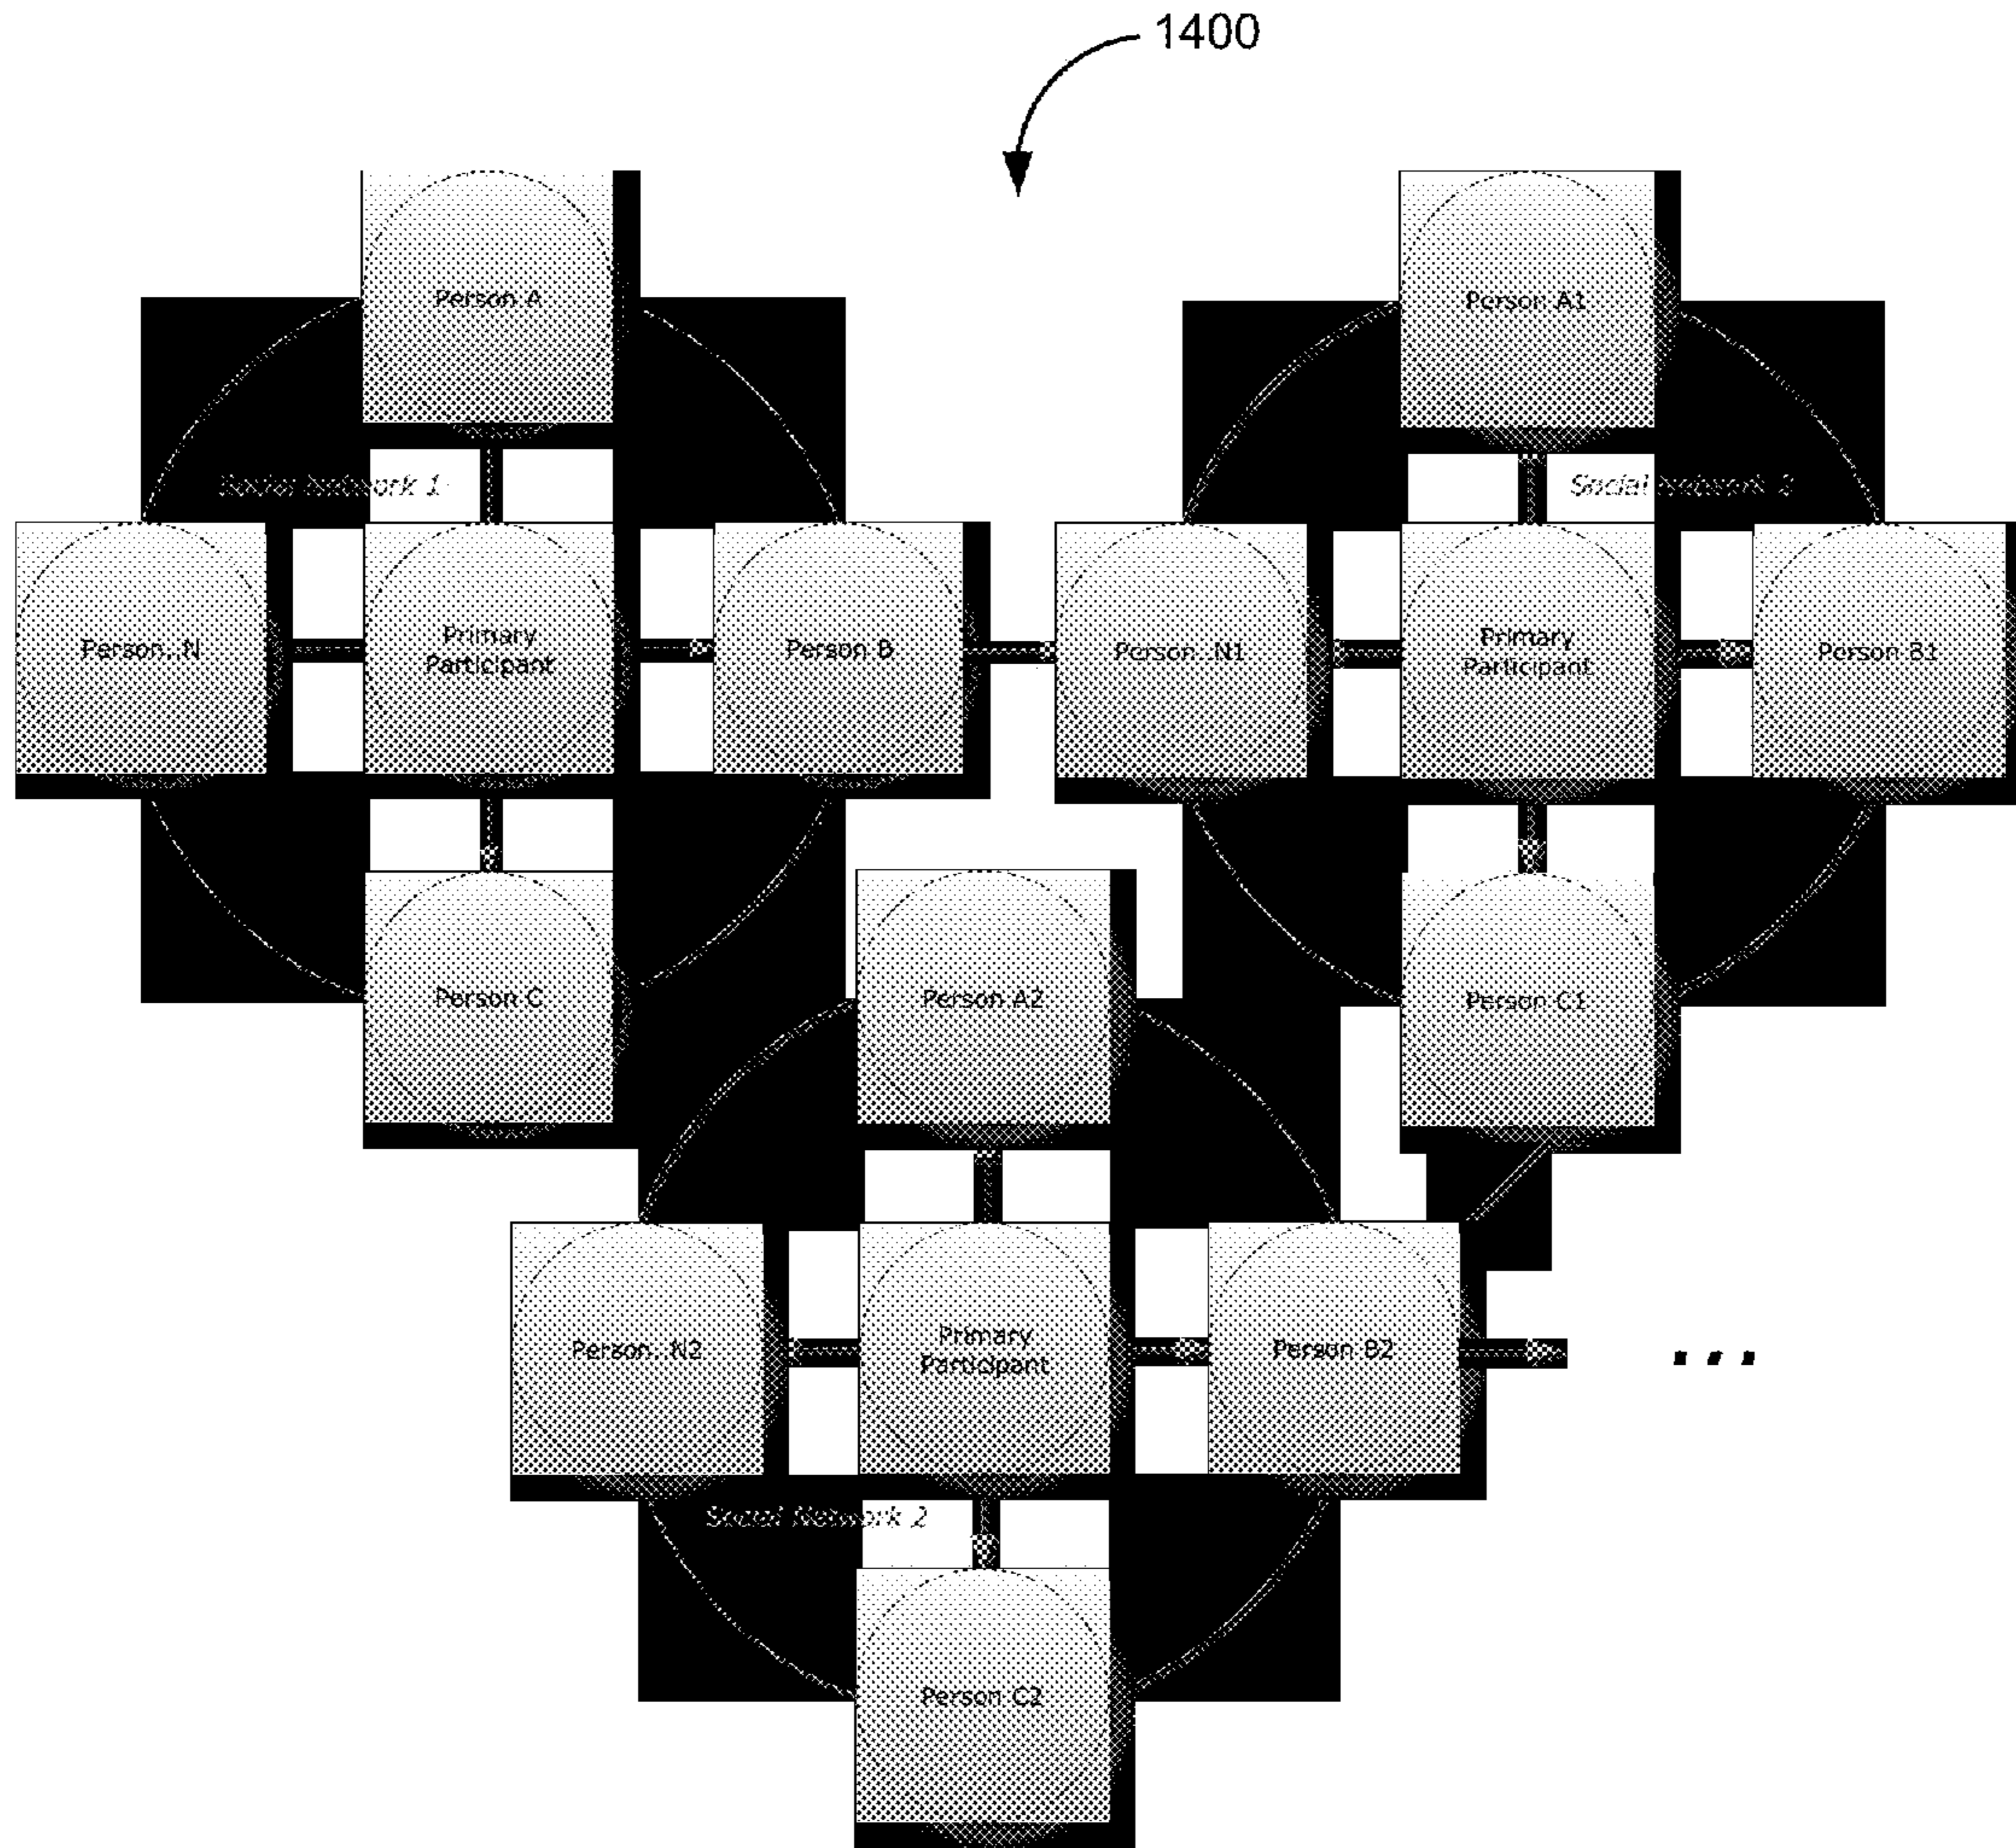 1400
Person A
Social Network 1
Person..N
Primary
Participant
Person B
Person C
Person A1
Social Network
Person ..N1
Primary
Participant
Person B1
Person C1
Person A2
Person ..N2
Primary
Participant
Person B2
Social Network 2
Person C2
...